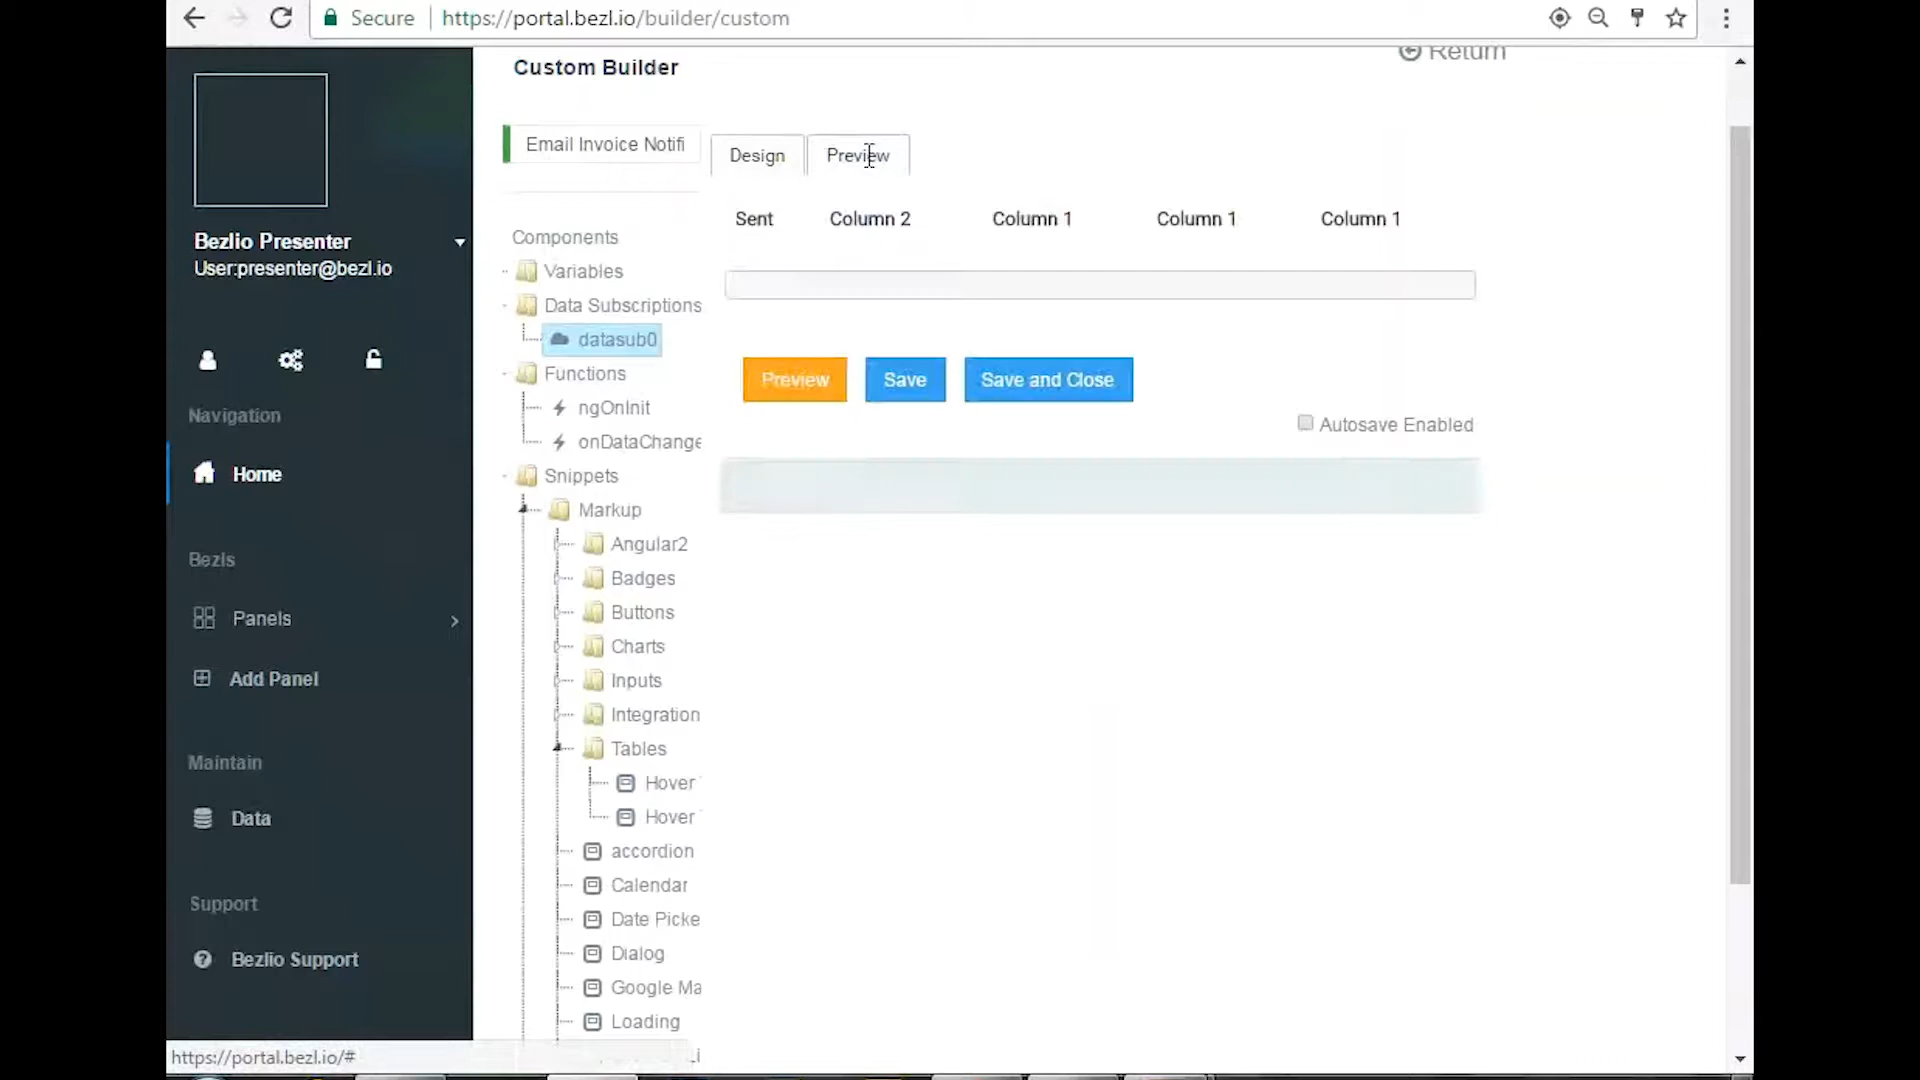 Secure https://portal.bezl.io/builder/custom
Return
Custom Builder
Email Invoice Notifi
Design Preview
Sent Column 2 Column 1 Column 1 Column 1
Preview Save Save and Close
Autosave Enabled
Components
Variables
Data Subscriptions
datasub0
Functions
ngOnInit
onDataChange
Snippets
Markup
Angular2
Badges
Buttons
Charts
Inputs
Integration
Tables
Hover
Hover
accordion
Calendar
Date Picke
Dialog
Google Ma
Loading
Bezlio Presenter
User:presenter@bezl.io
Navigation
Home
Bezls
Panels
Add Panel
Maintain
Data
Support
Bezlio Support
https://portal.bezl.io/#